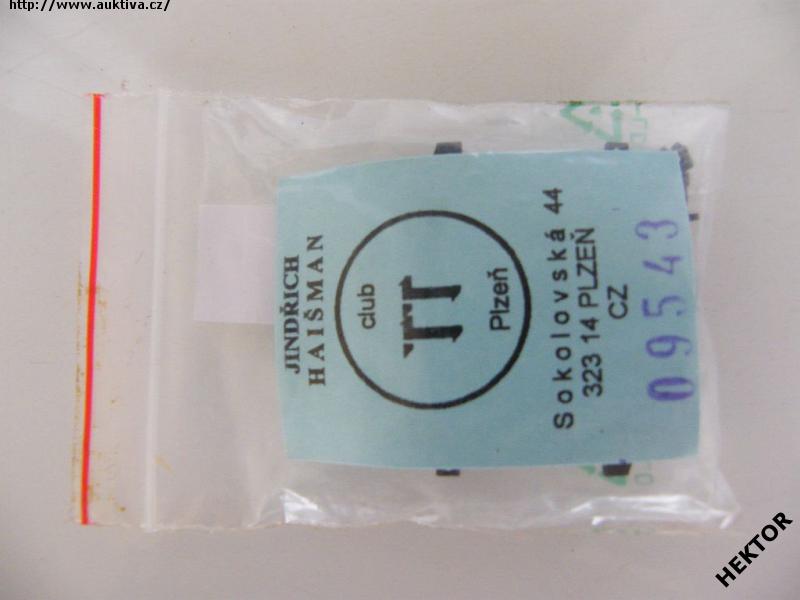 http://www.auktiva.cz/
JINDŘICH
HAIŠMAN
club
TT
Plzeň
Sokolovská 44
323 14 PLZEŇ
CZ
09543
HEKTOR